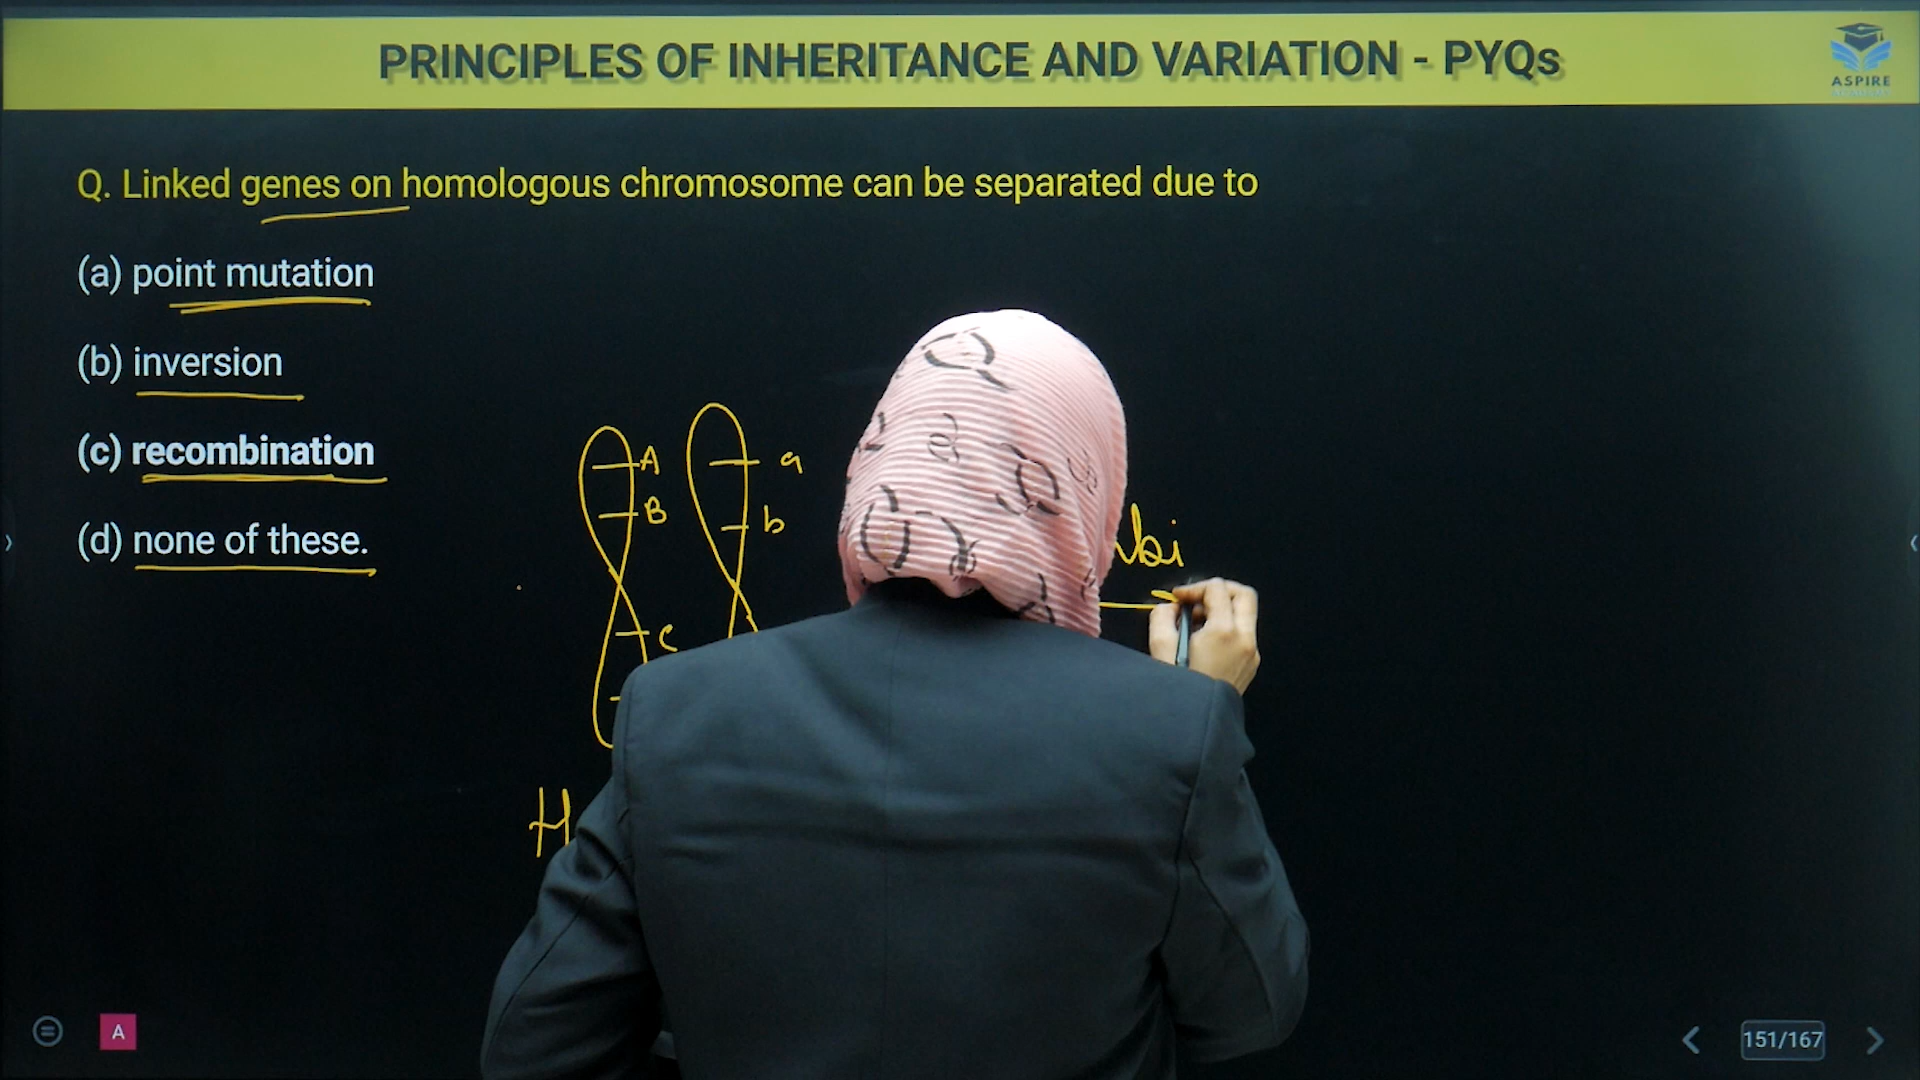 PRINCIPLES OF INHERITANCE AND VARIATION - PYQs
ASPIRE
Q. Linked genes on homologous chromosome can be separated due to
(a) point mutation
(b) inversion
(c) recombination
(d) none of these.
A a
B b
C
H
bi
A
151/167